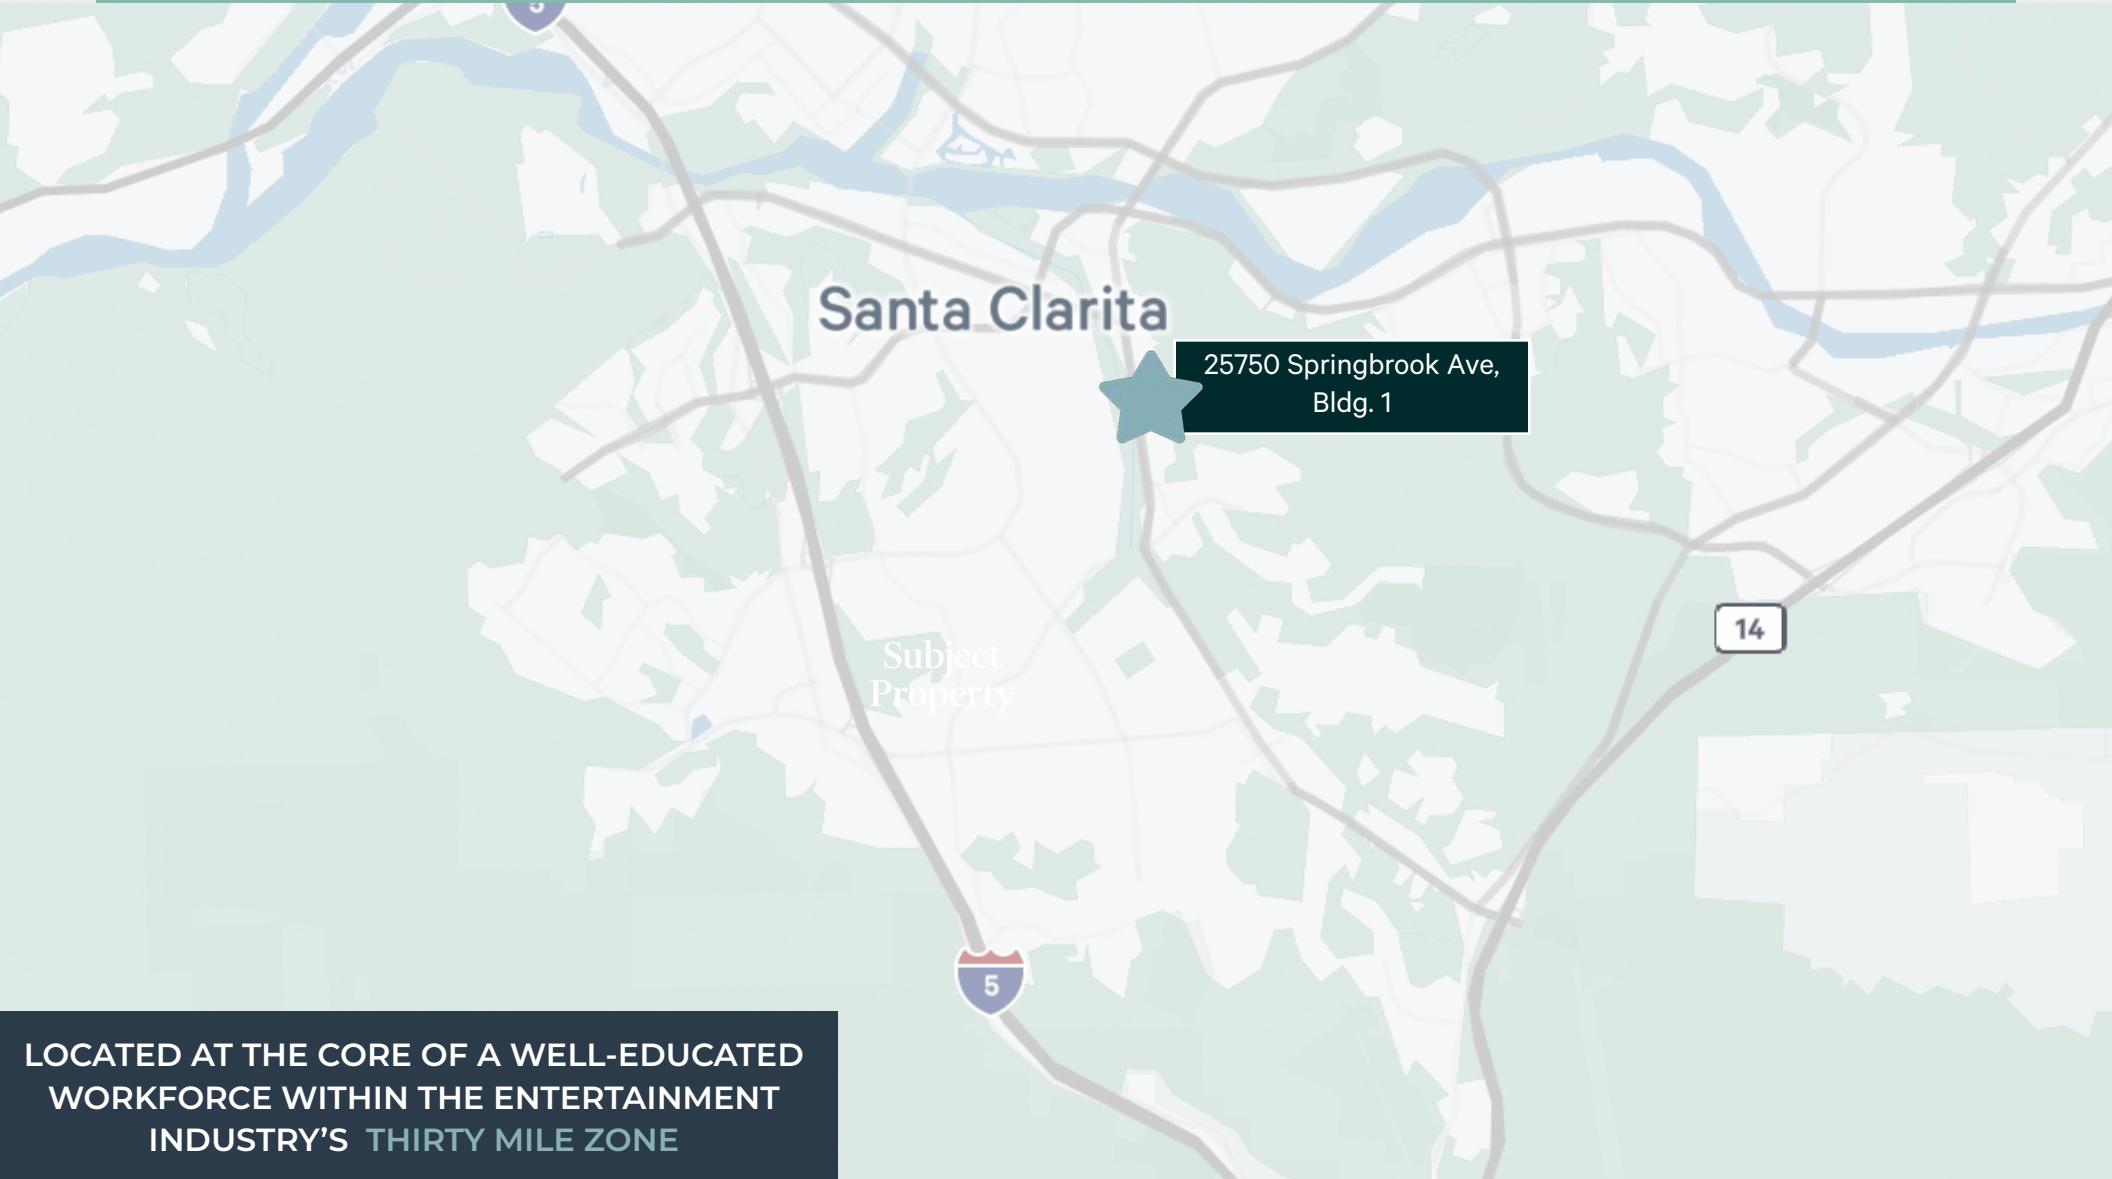 5
Santa Clarita
25750 Springbrook Ave,
Bldg. 1
14
Subject
Property
5
LOCATED AT THE CORE OF A WELL-EDUCATED
WORKFORCE WITHIN THE ENTERTAINMENT
INDUSTRY’S THIRTY MILE ZONE